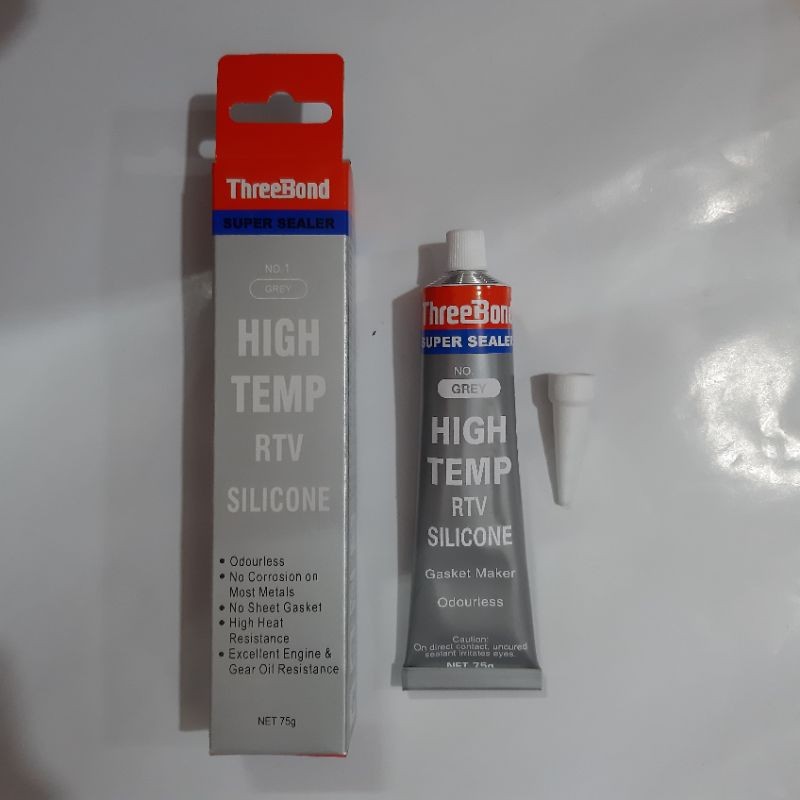 ThreeBond
SUPER SEALER
NO.1
GREY
HIGH
TEMP
RTV
SILICONE
• Odourless
• No Corrosion on
Most Metals
• No Sheet Gasket
• High Heat
Resistance
• Excellent Engine &
Gear Oil Resistance
NET 75g
ThreeBond
SUPER SEALER
NO.
GREY
HIGH
TEMP
RTV
SILICONE
Gasket Maker
Odourless
Caution:
On direct contact, uncured
sealant irritates eyes.
NET 75g